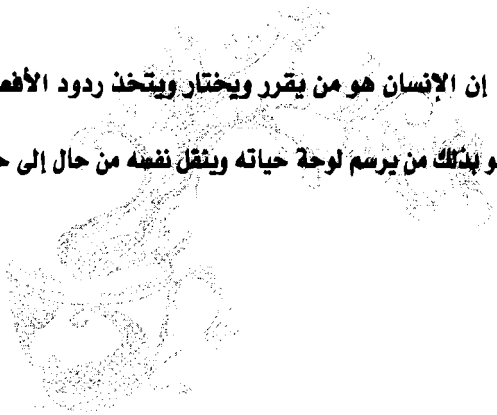 إن الإنسان هو من يقرر ويختار ويتخذ ردود
بذلك من يرسم لوحة حياته وينقل نفسه من حال إلى